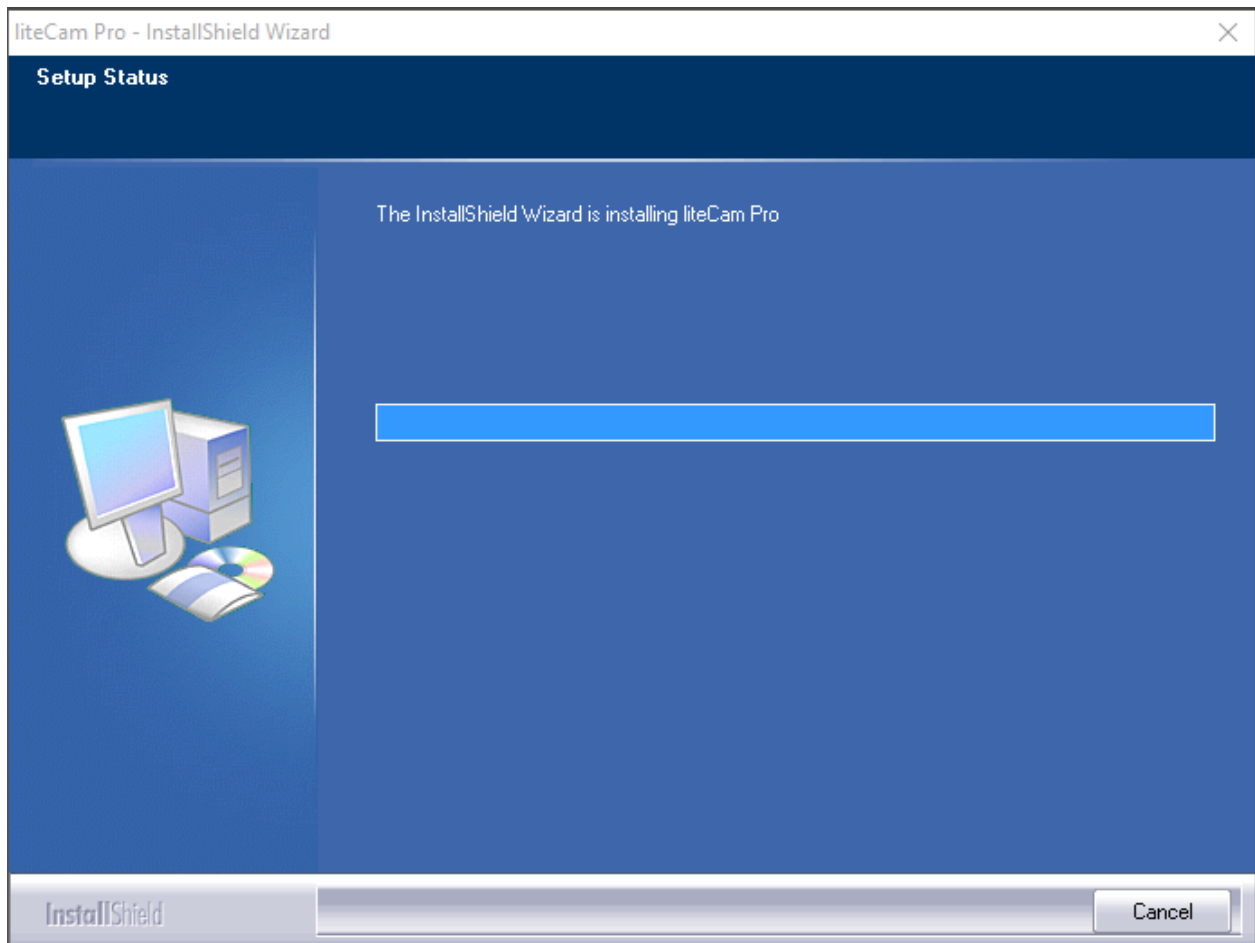 liteCam Pro - InstallShield Wizard
Setup Status
The InstallShield Wizard is installing liteCam Pro
InstallShield
Cancel